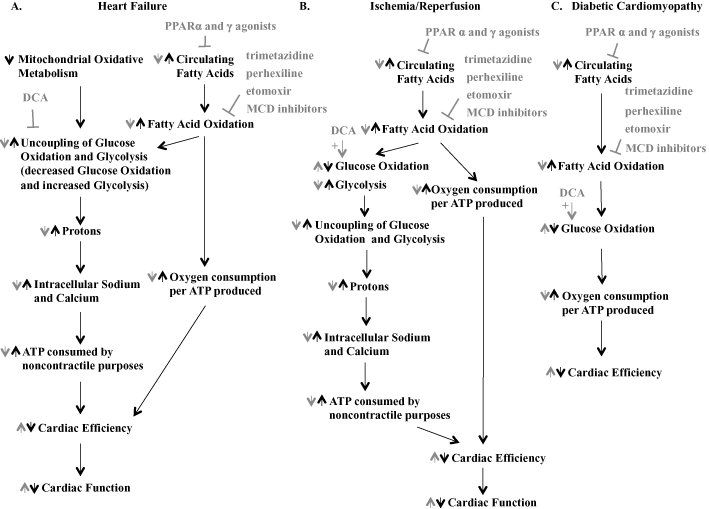 A.
Heart Failure
PPARα and γ agonists
Mitochondrial Oxidative
Metabolism
Circulating
Fatty Acids
trimetazidine
perhexiline
etomoxir
MCD inhibitors
DCA
Fatty Acid Oxidation
Uncoupling of Glucose
Oxidation and Glycolysis
(decreased Glucose Oxidation
and increased Glycolysis)
Protons
Intracellular Sodium
and Calcium
Oxygen consumption
per ATP produced
ATP consumed by
noncontractile purposes
Cardiac Efficiency
Cardiac Function
B.
Ischemia/Reperfusion
PPAR α and γ agonists
Circulating
Fatty Acids
trimetazidine
perhexiline
etomoxir
MCD inhibitors
Fatty Acid Oxidation
DCA
+
Glucose Oxidation
Glycolysis
Oxygen consumption
per ATP produced
Uncoupling of Glucose
Oxidation and Glycolysis
Protons
Intracellular Sodium
and Calcium
ATP consumed by
noncontractile purposes
Cardiac Efficiency
Cardiac Function
C.
Diabetic Cardiomyopathy
PPAR α and γ agonists
Circulating
Fatty Acids
trimetazidine
perhexiline
etomoxir
MCD inhibitors
Fatty Acid Oxidation
DCA
+
Glucose Oxidation
Oxygen consumption
per ATP produced
Cardiac Efficiency